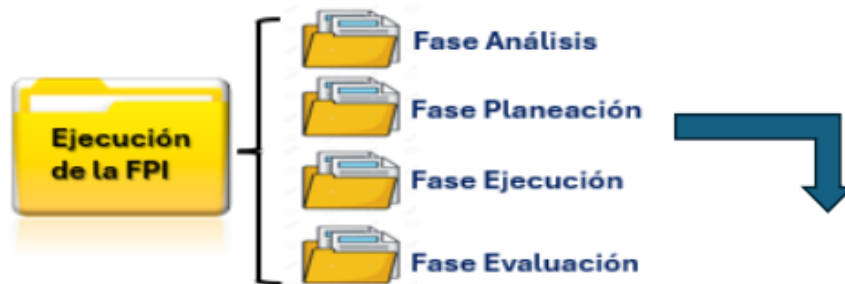 Ejecución
de la FPI
Fase Análisis
Fase Planeación
Fase Ejecución
Fase Evaluación